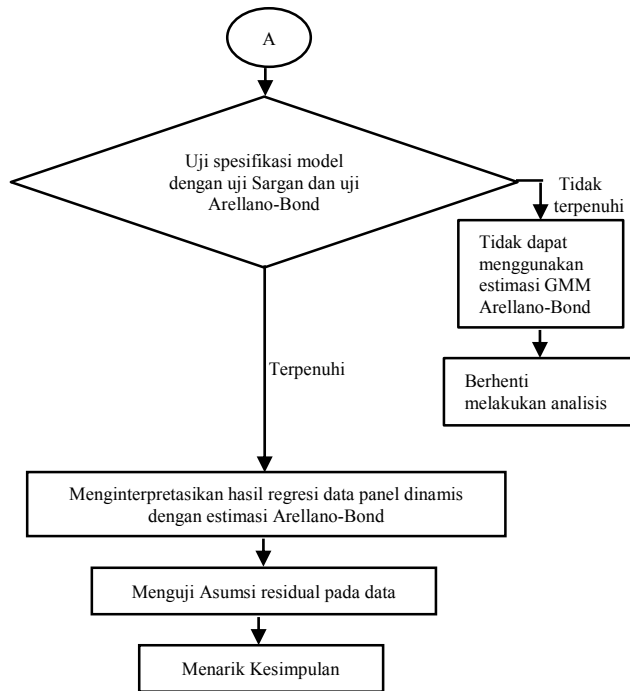 A
Uji spesifikasi model
dengan uji Sargan dan uji
Arellano-Bond
Tidak
terpenuhi
Tidak dapat
menggunakan
estimasi GMM
Arellano-Bond
Berhenti
melakukan analisis
Terpenuhi
Menginterpretasikan hasil regresi data panel dinamis
dengan estimasi Arellano-Bond
Menguji Asumsi residual pada data
Menarik Kesimpulan